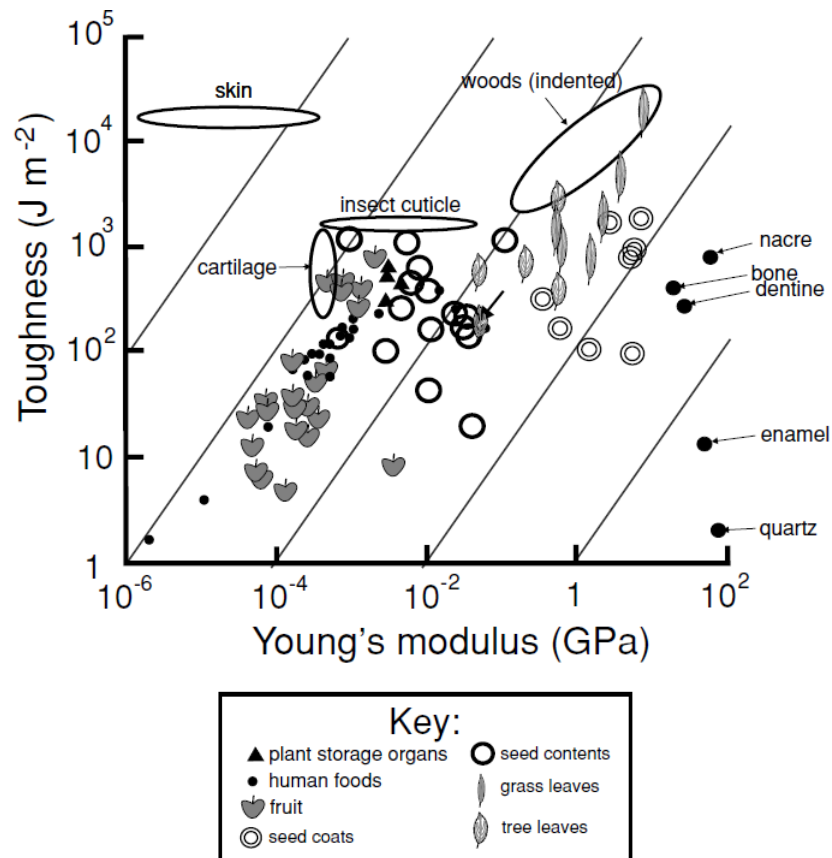 10^5
10^4
10^3
10^2
10
1
Toughness (J m^-2)
skin
woods (indented)
insect cuticle
cartilage
nacre
bone
dentine
enamel
quartz
10^-6
10^-4
10^-2
1
10^2
Young's modulus (GPa)
Key:
plant storage organs
seed contents
human foods
grass leaves
fruit
seed coats
tree leaves